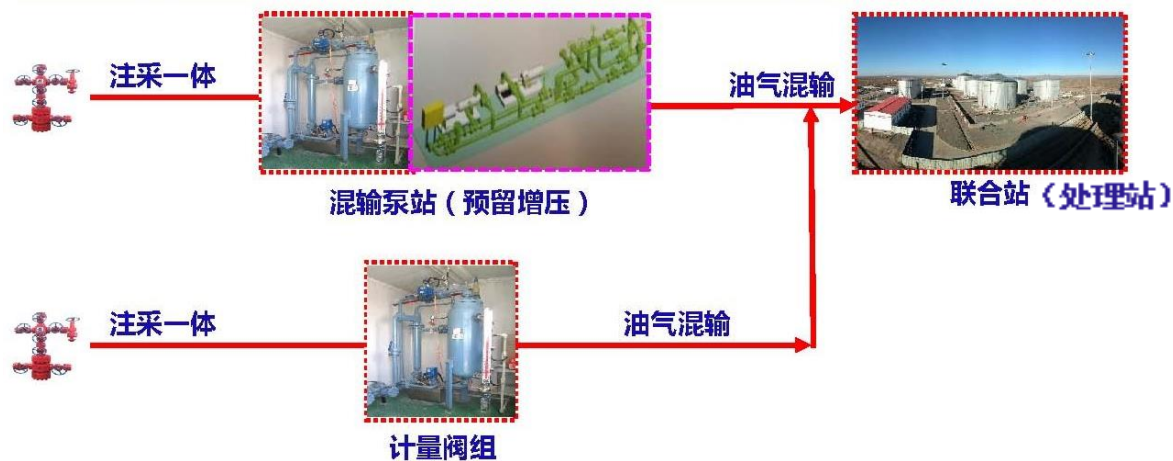 注采一体
油气混输
混输泵站（预留增压）
联合站（处理站）
注采一体
油气混输
计量阀组